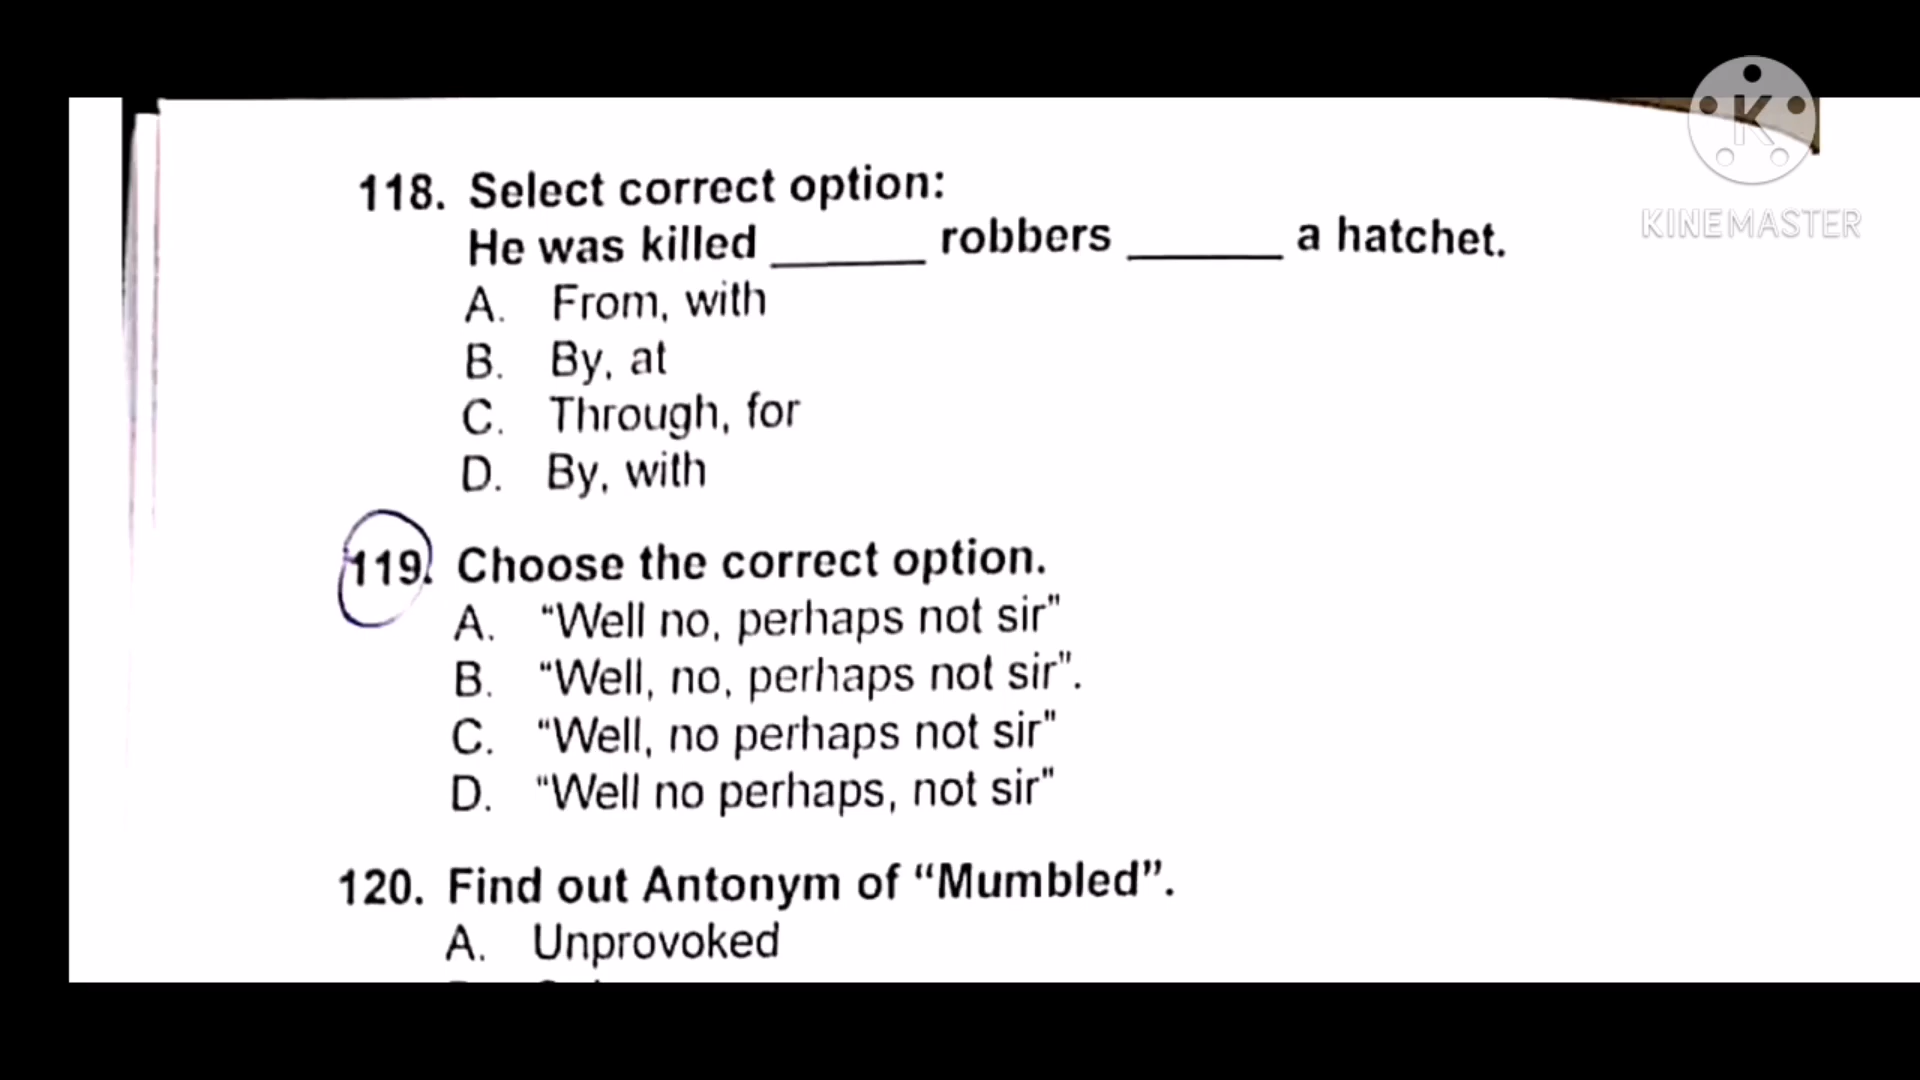 K
KINEMASTER
118. Select correct option:
He was killed ______ robbers ______ a hatchet.
A. From, with
B. By, at
C. Through, for
D. By, with
119. Choose the correct option.
A. “Well no, perhaps not sir"
B. “Well, no, perhaps not sir".
C. “Well, no perhaps not sir"
D. “Well no perhaps, not sir"
120. Find out Antonym of “Mumbled”.
A. Unprovoked